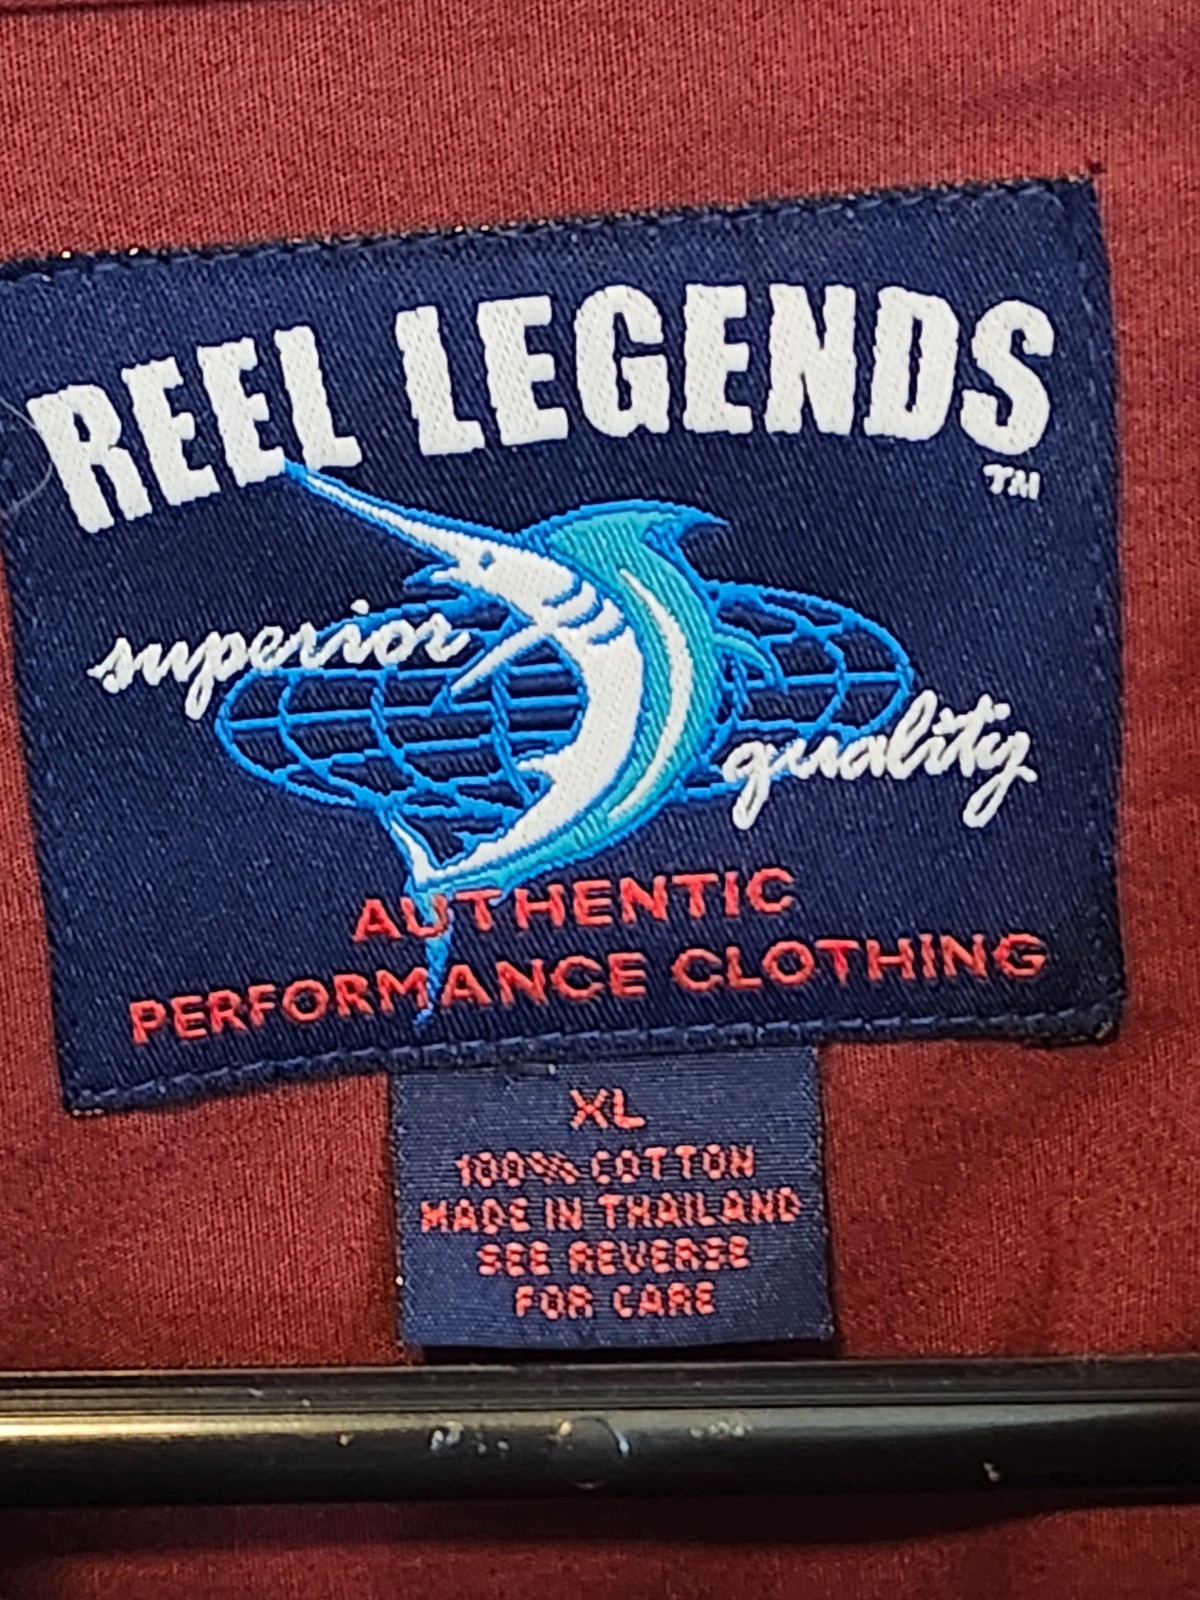 REEL LEGENDS
TM
superior
quality
AUTHENTIC
PERFORMANCE CLOTHING
XL
100% COTTON
MADE IN THAILAND
SEE REVERSE
FOR CARE